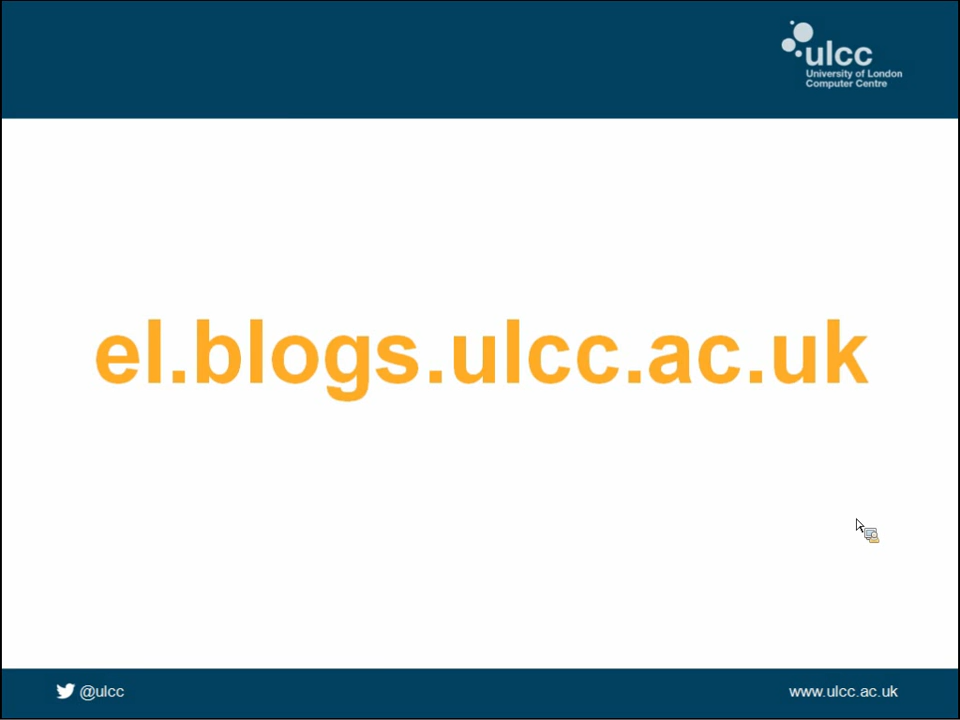 ulcc
University of London
Computer Centre
el.blogs.ulcc.ac.uk
@ulcc
www.ulcc.ac.uk